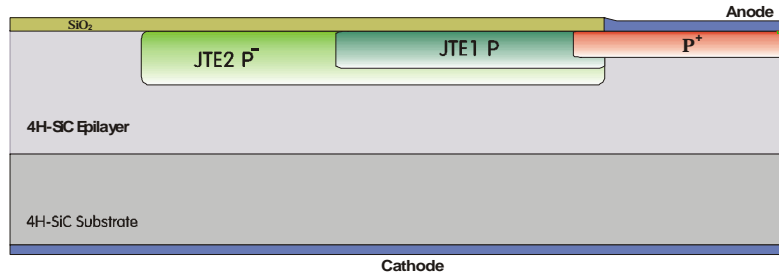 Anode
SiO₂
JTE2 P⁻
JTE1 P
P⁺
4H-SiC Epilayer
4H-SiC Substrate
Cathode